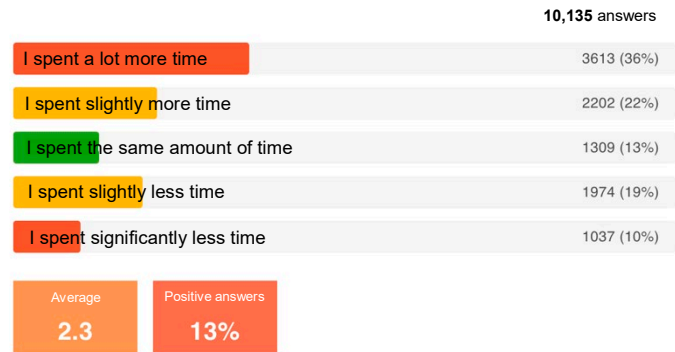 10,135 answers
I spent a lot more time 3613 (36%)
I spent slightly more time 2202 (22%)
I spent the same amount of time 1309 (13%)
I spent slightly less time 1974 (19%)
I spent significantly less time 1037 (10%)
Average
2.3
Positive answers
13%